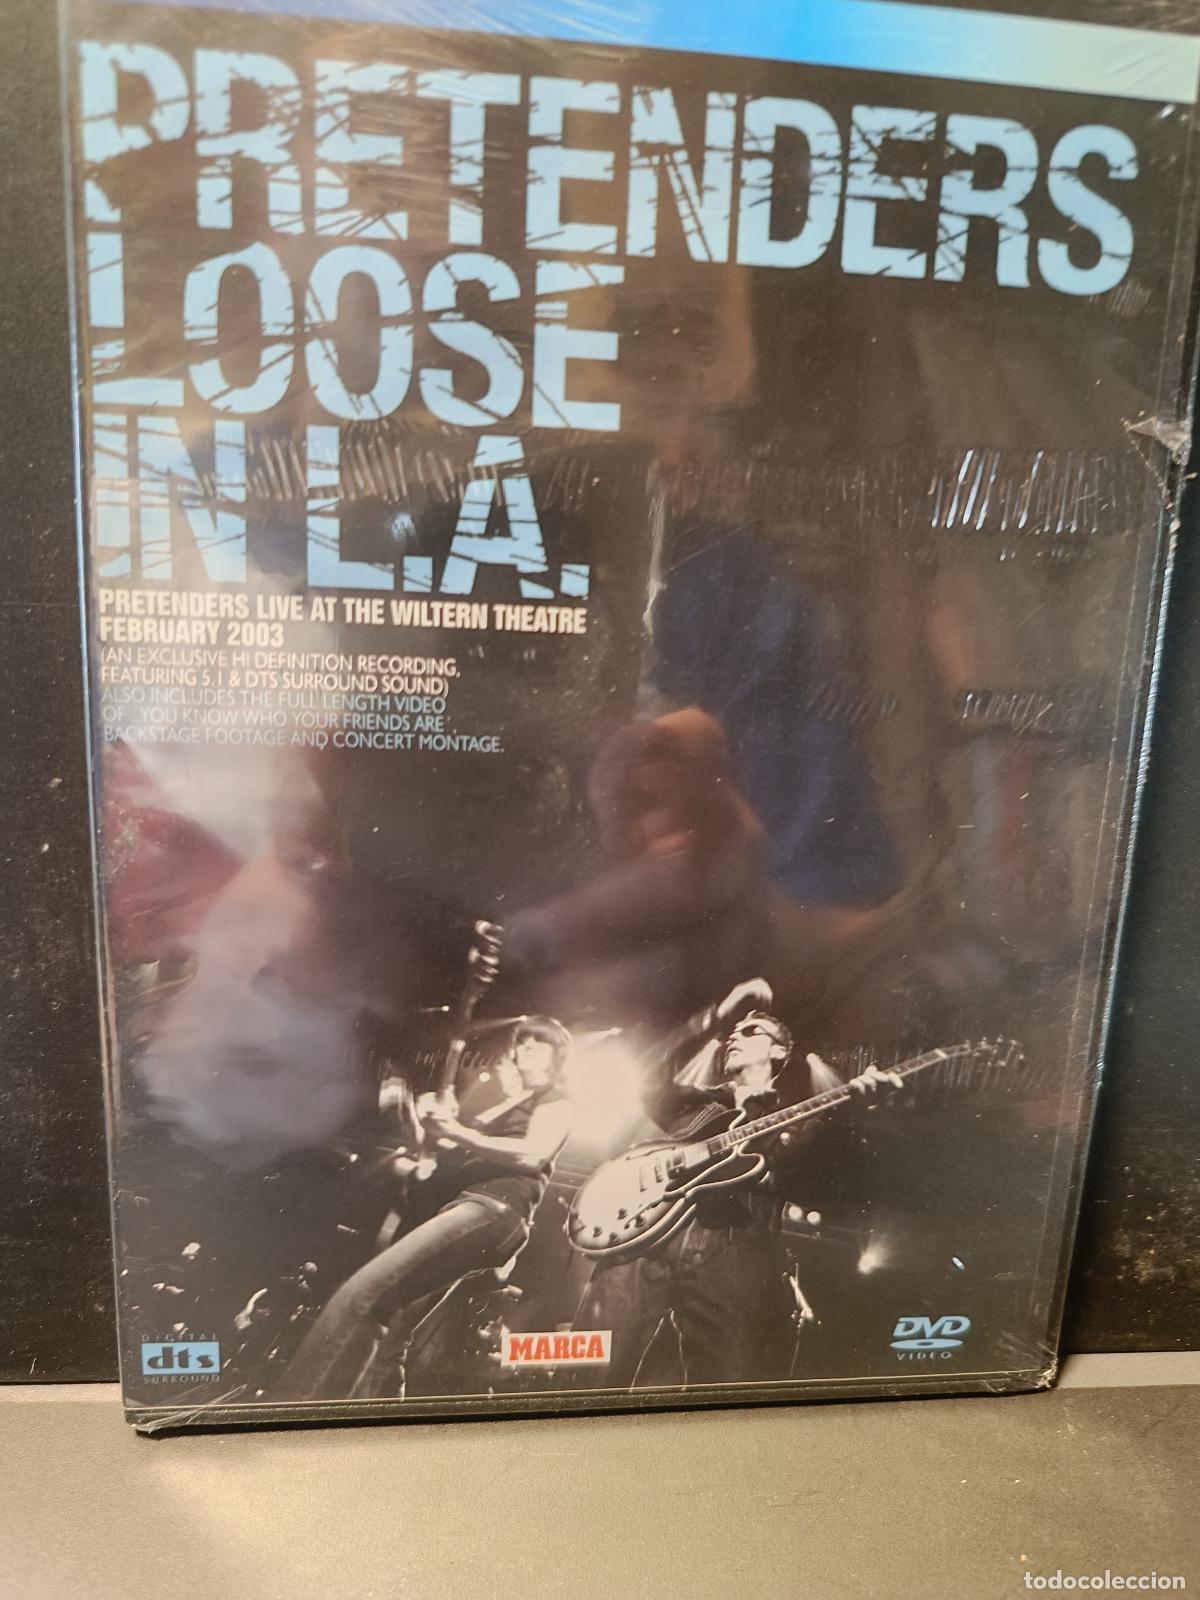 PRETENDERS
LOOSE
IN L.A.
PRETENDERS LIVE AT THE WILTERN THEATRE
FEBRUARY 2003
(AN EXCLUSIVE HI DEFINITION RECORDING,
FEATURING 5.1 & DTS SURROUND SOUND)
ALSO INCLUDES THE FULL LENGTH VIDEO
OF 'YOU KNOW WHO YOUR FRIENDS ARE',
BACKSTAGE FOOTAGE AND CONCERT MONTAGE.
DIGITAL
dts
SURROUND
MARCA
DVD
VIDEO
todocoleccion